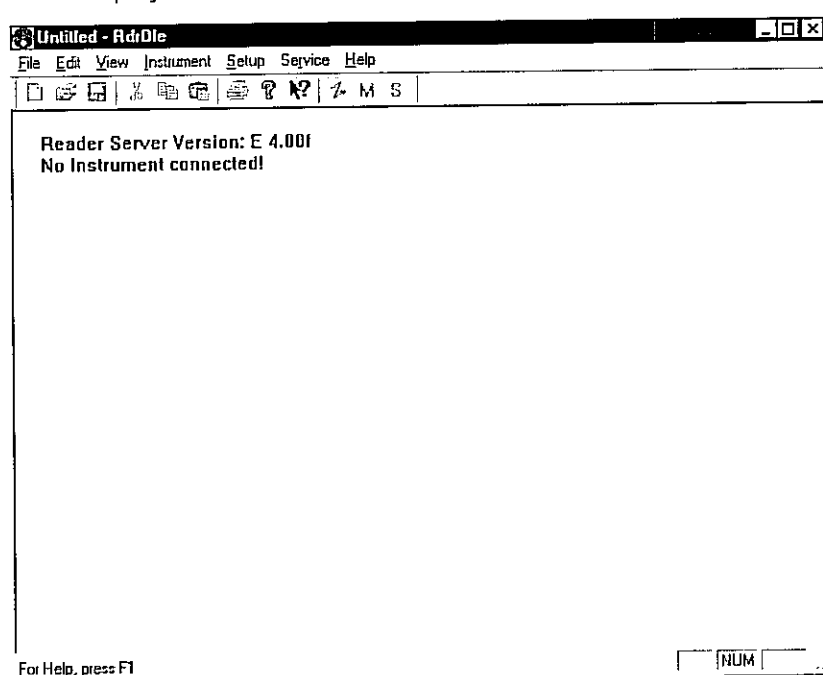 Untitled - RdrOle
File Edit View Instrument Setup Service Help
M S
Reader Server Version: E 4.00f
No Instrument connected!
For Help, press F1
NUM